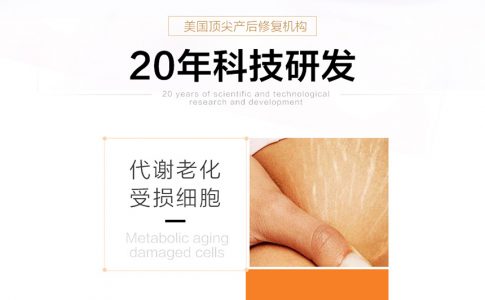 美国顶尖产后修复机构
20年科技研发
20 years of scientific and technological
research and development
代谢老化
受损细胞
Metabolic aging
damaged cells